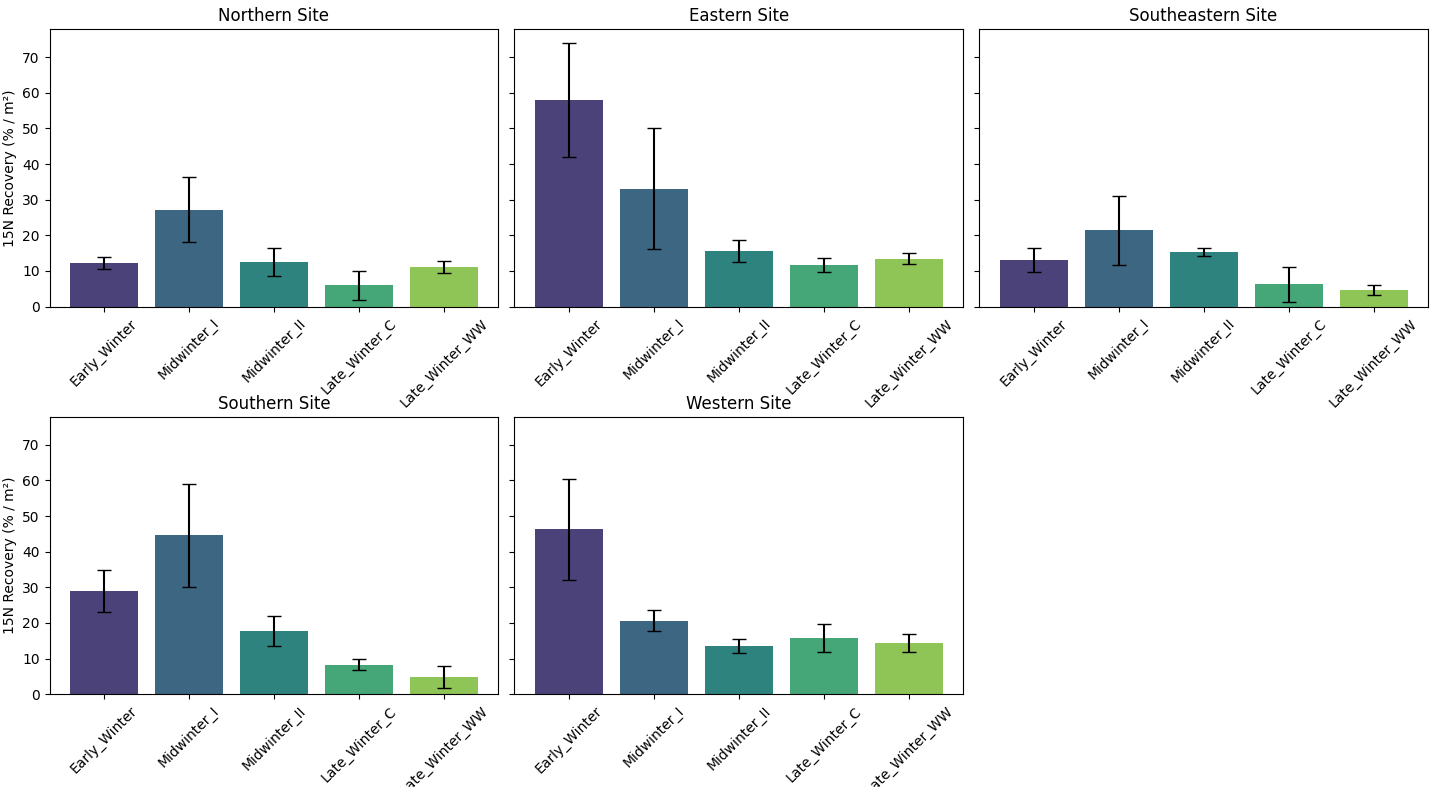 Northern Site
Eastern Site
Southeastern Site
15N Recovery (% / m²)
70
60
50
40
30
20
10
0
Early_Winter
Midwinter_I
Midwinter_II
Late_Winter_C
Late_Winter_WW
Early_Winter
Midwinter_I
Midwinter_II
Late_Winter_C
Late_Winter_WW
Early_Winter
Midwinter_I
Midwinter_II
Late_Winter_C
Late_Winter_WW
Southern Site
Western Site
15N Recovery (% / m²)
70
60
50
40
30
20
10
0
Early_Winter
Midwinter_I
Midwinter_II
Late_Winter_C
ate_Winter_WW
Early_Winter
Midwinter_I
Midwinter_II
Late_Winter_C
ate_Winter_WW